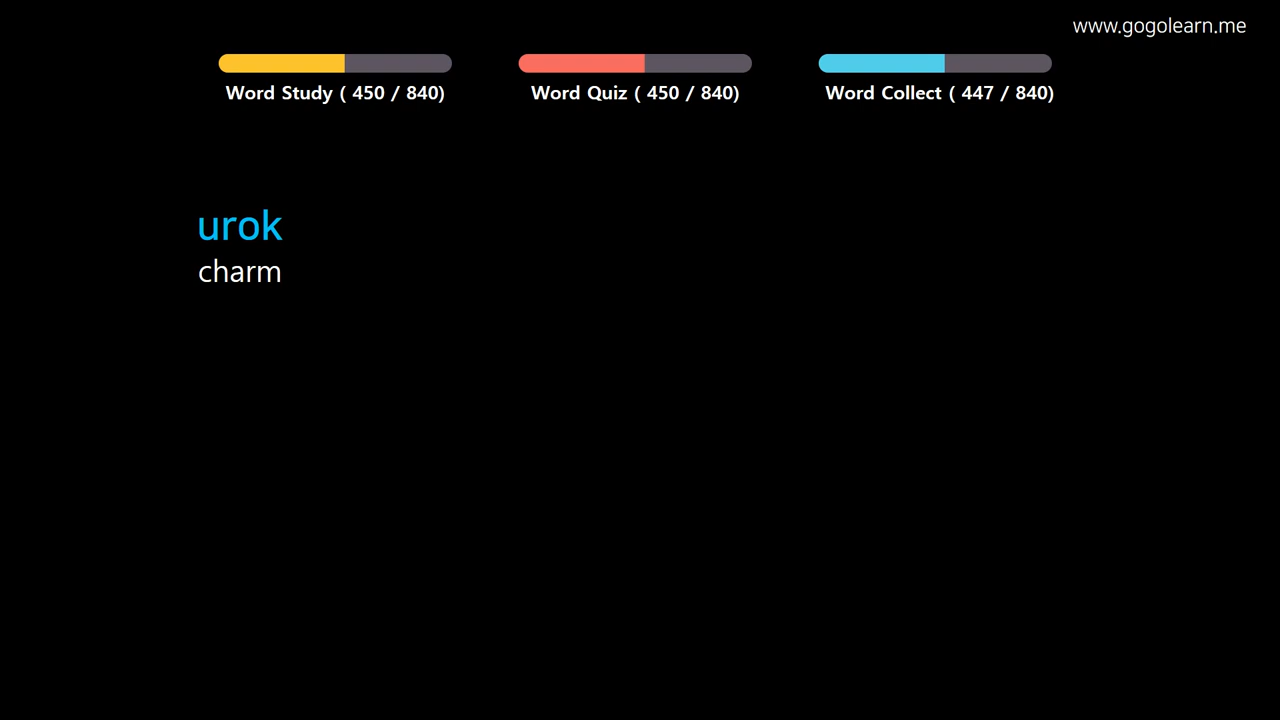 www.gogolearn.me
Word Study ( 450 / 840)
Word Quiz ( 450 / 840)
Word Collect ( 447 / 840)
urok
charm